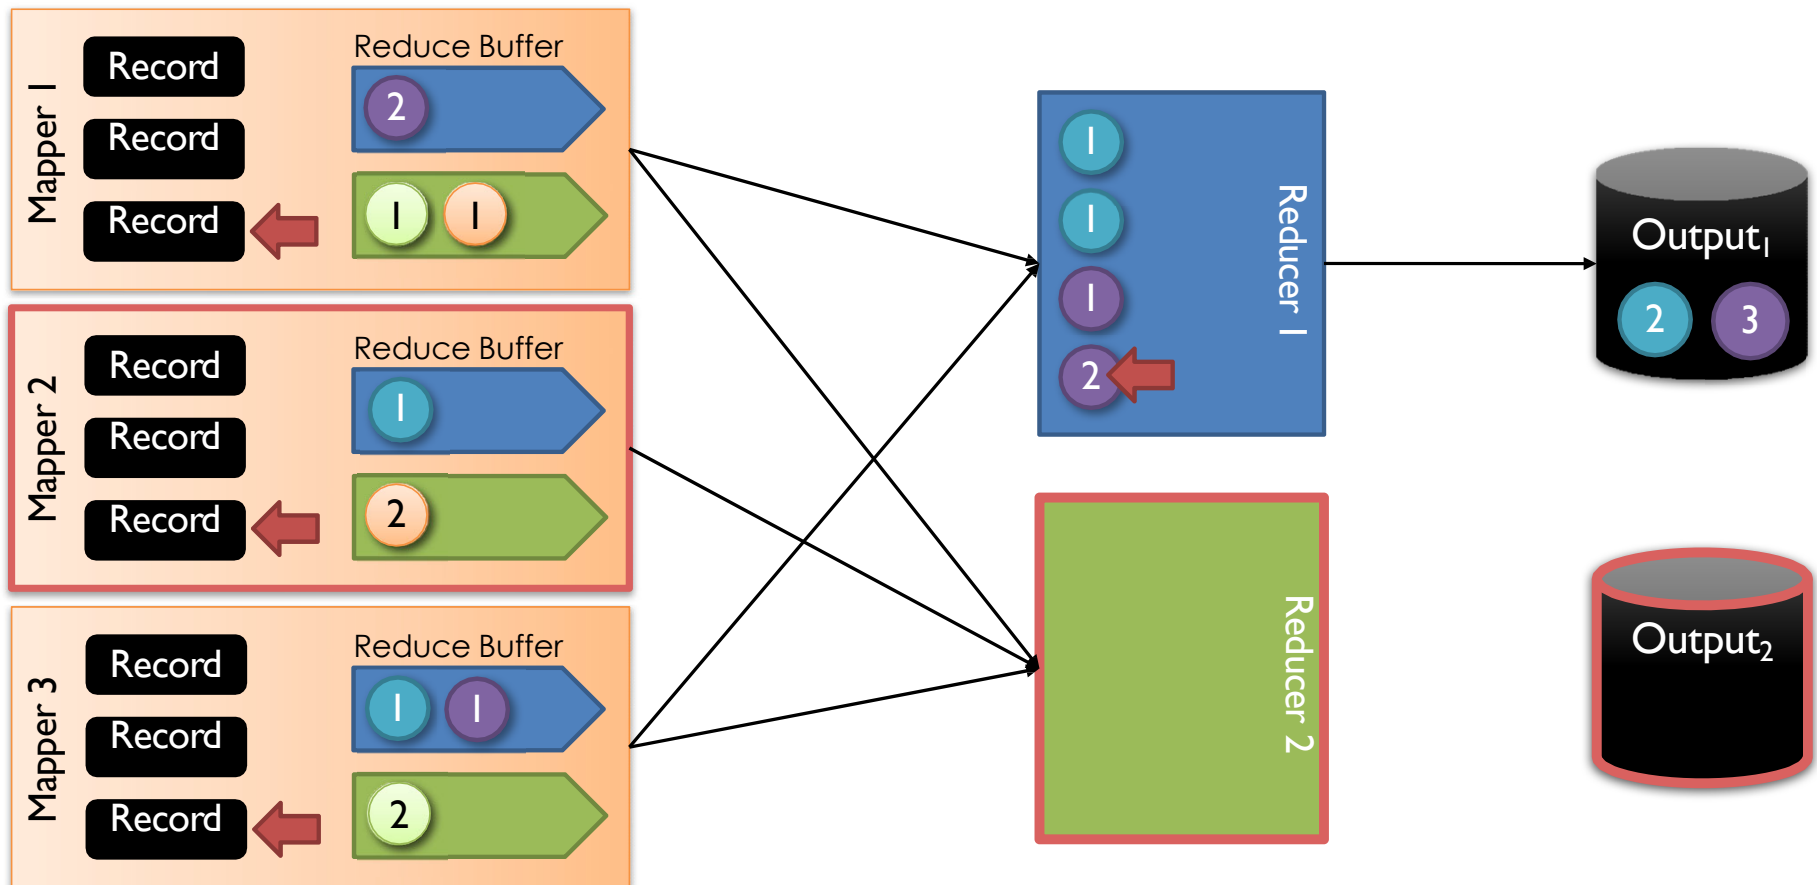 Mapper 1
Record
Record
Record
Reduce Buffer
2
1 1
Mapper 2
Record
Record
Record
Reduce Buffer
1
2
Mapper 3
Record
Record
Record
Reduce Buffer
1 1
2
Reducer 1
1
1
1
2
Reducer 2
Output1
2 3
Output2